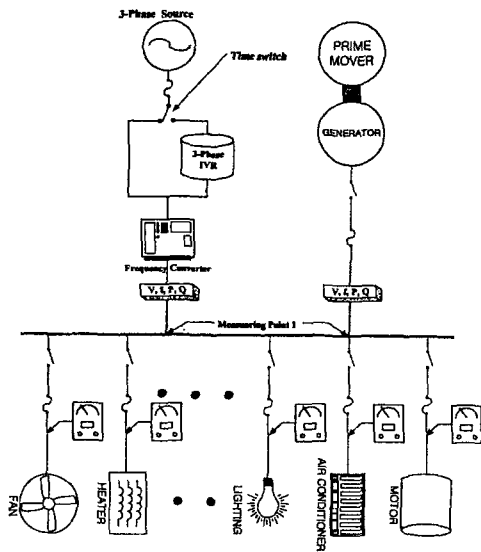 3-Phase Source
PRIME
MOVER
Time switch
GENERATOR
3-Phase
IVR
Frequency Converter
V, f, P, Q
V, f, P, Q
Measuring Point 1
FAN
HEATER
LIGHTING
AIR CONDITIONER
MOTOR